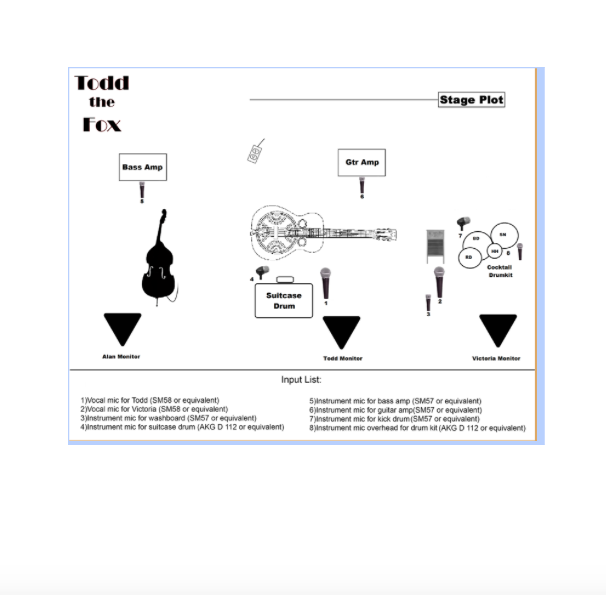 Todd
the
Fox
Stage Plot
Bass Amp
5
Gtr Amp
6
7
SN
HH
8
Cocktail
Drumkit
4
Suitcase
Drum
1
2
3
Alan Monitor
Todd Monitor
Victoria Monitor
Input List:
1)Vocal mic for Todd (SM58 or equivalent)
2)Vocal mic for Victoria (SM58 or equivalent)
3)Instrument mic for washboard (SM57 or equivalent)
4)Instrument mic for suitcase drum (AKG D 112 or equivalent)
5)Instrument mic for bass amp (SM57 or equivalent)
6)Instrument mic for guitar amp(SM57 or equivalent)
7)Instrument mic for kick drum(SM57 or equivalent)
8)Instrument mic overhead for drum kit (AKG D 112 or equivalent)